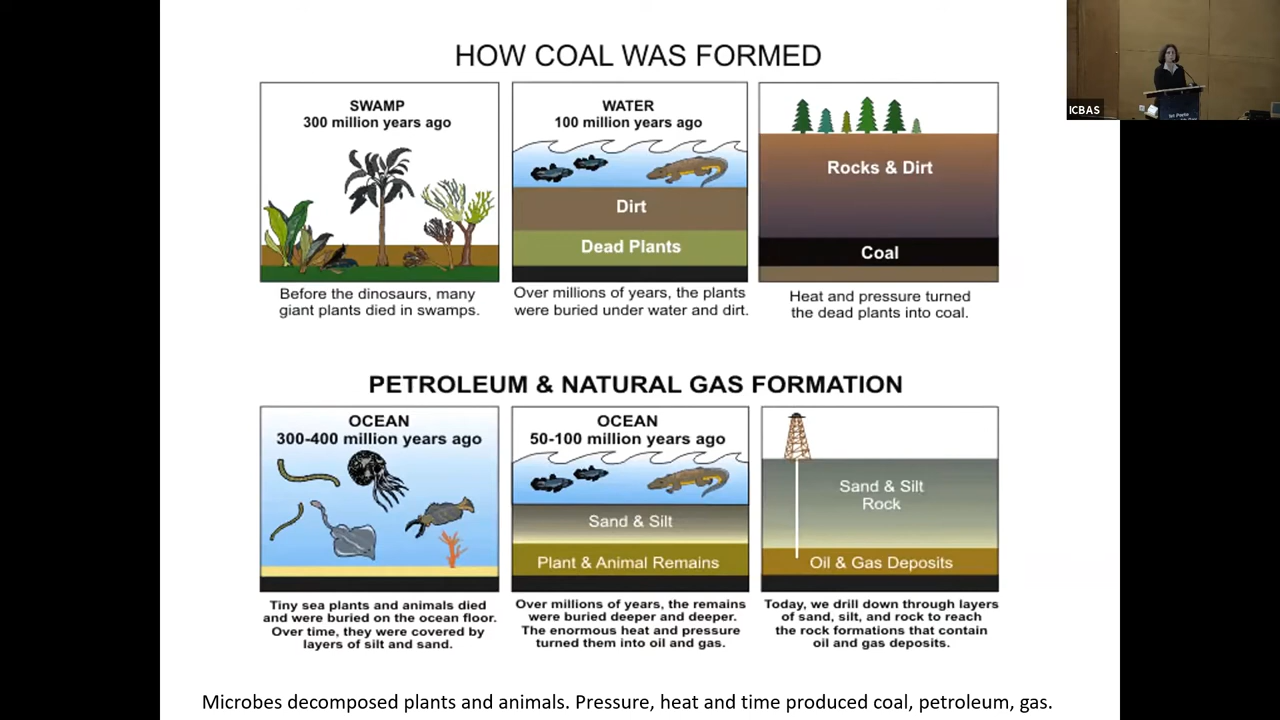 HOW COAL WAS FORMED
SWAMP
300 million years ago
Before the dinosaurs, many
giant plants died in swamps.
WATER
100 million years ago
Dirt
Dead Plants
Over millions of years, the plants
were buried under water and dirt.
Rocks & Dirt
Coal
Heat and pressure turned
the dead plants into coal.
PETROLEUM & NATURAL GAS FORMATION
OCEAN
300-400 million years ago
Tiny sea plants and animals died
and were buried on the ocean floor.
Over time, they were covered by
layers of silt and sand.
OCEAN
50-100 million years ago
Sand & Silt
Plant & Animal Remains
Over millions of years, the remains
were buried deeper and deeper.
The enormous heat and pressure
turned them into oil and gas.
Sand & Silt
Rock
Oil & Gas Deposits
Today, we drill down through layers
of sand, silt, and rock to reach
the rock formations that contain
oil and gas deposits.
Microbes decomposed plants and animals. Pressure, heat and time produced coal, petroleum, gas.
ICBAS